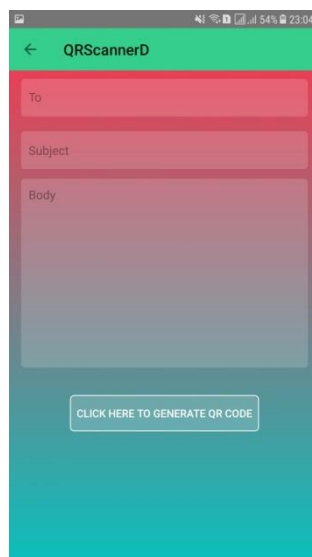 54% 23:04
QRScannerD
To
Subject
Body
CLICK HERE TO GENERATE QR CODE